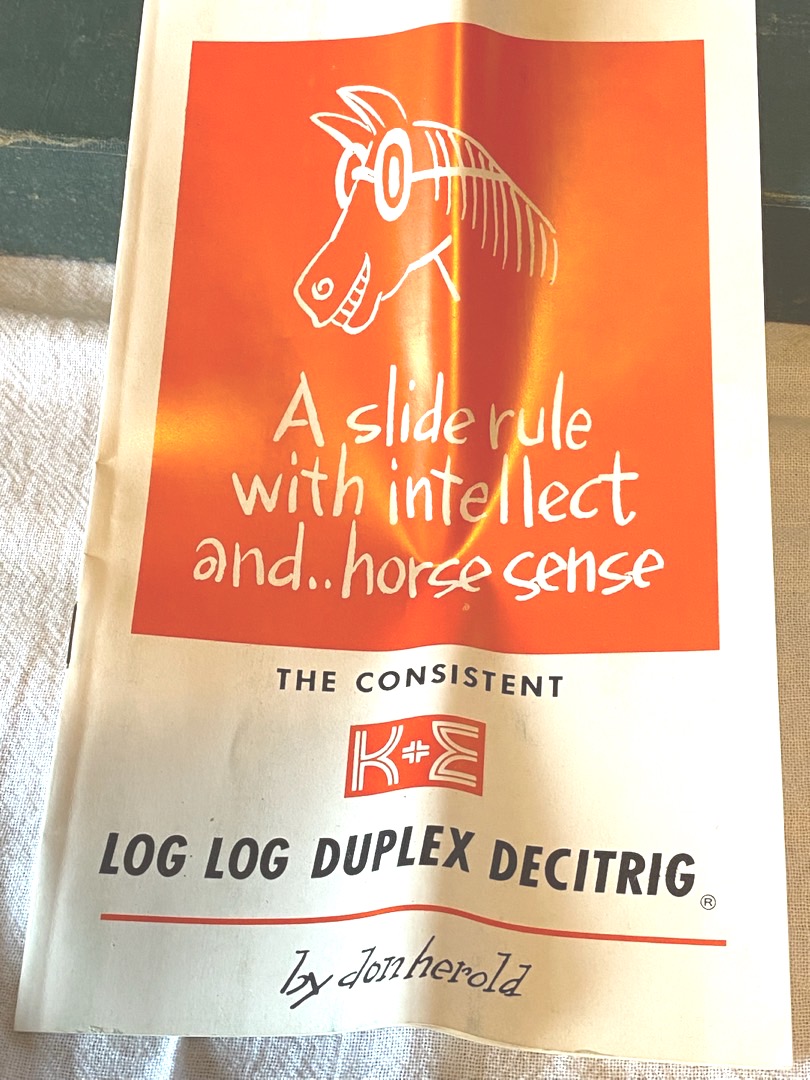 A slide rule
with intellect
and..horse sense
THE CONSISTENT
K+E
LOG LOG DUPLEX DECITRIG®
by don herold